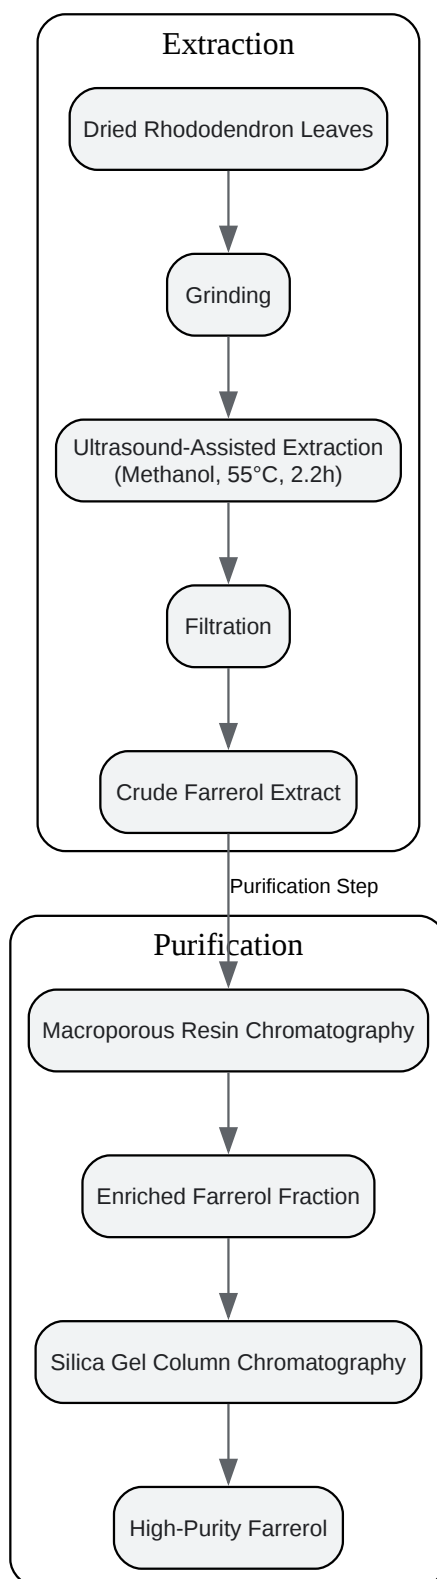 Extraction
Dried Rhododendron Leaves
Grinding
Ultrasound-Assisted Extraction
(Methanol, 55°C, 2.2h)
Filtration
Crude Farrerol Extract
Purification Step
Purification
Macroporous Resin Chromatography
Enriched Farrerol Fraction
Silica Gel Column Chromatography
High-Purity Farrerol